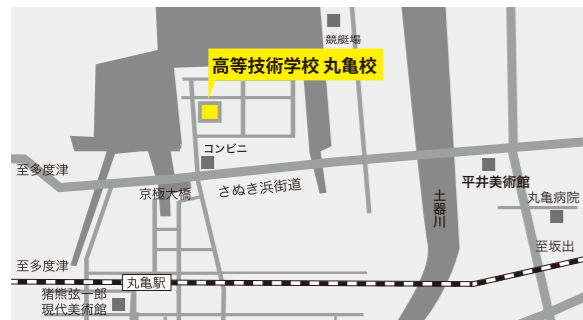 競艇場
高等技術学校 丸亀校
コンビニ
至多度津
京極大橋
さぬき浜街道
平井美術館
土器川
丸亀病院
至坂出
至多度津
丸亀駅
猪熊弦一郎
現代美術館